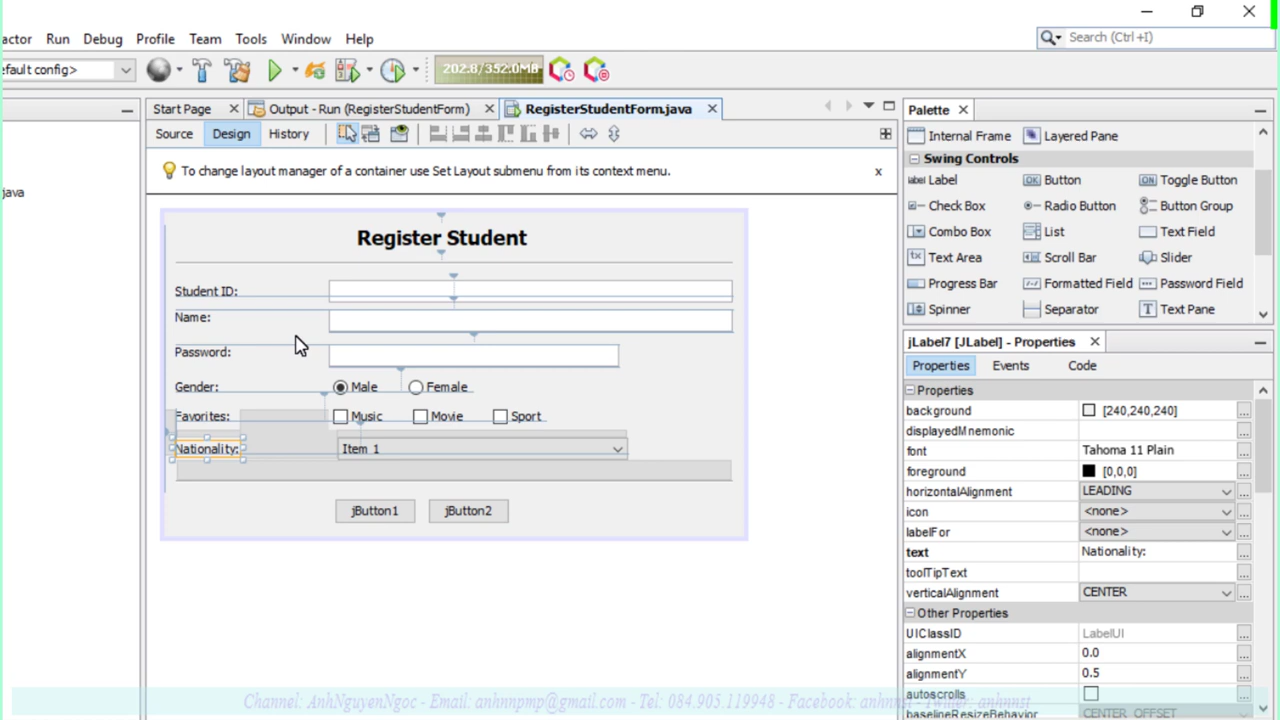 actor Run Debug Profile Team Tools Window Help
Search (Ctrl+I)
efault config>
202.8/352.0MB
Start Page Output - Run (RegisterStudentForm) RegisterStudentForm.java
Source Design History
To change layout manager of a container use Set Layout submenu from its context menu. x
java
Register Student
Student ID:
Name:
Password:
Gender: Male Female
Favorites: Music Movie Sport
Nationality: Item 1
jButton1 jButton2
Palette
Internal Frame Layered Pane
Swing Controls
label Label OK Button ON Toggle Button
Check Box Radio Button Button Group
Combo Box List Text Field
Text Area Scroll Bar Slider
Progress Bar Formatted Field Password Field
Spinner Separator Text Pane
jLabel7 [JLabel] - Properties
Properties Events Code
Properties
background [240,240,240] ...
displayedMnemonic ...
font Tahoma 11 Plain ...
foreground [0,0,0] ...
horizontalAlignment LEADING ...
icon <none> ...
labelFor <none> ...
text Nationality: ...
toolTipText ...
verticalAlignment CENTER ...
Other Properties
UIClassID LabelUI ...
alignmentX 0.0 ...
alignmentY 0.5 ...
autoscrolls ...
baselineResizeBehavior CENTER_OFFSET
Channel: AnhNguyenNgoc - Email: anhnnpmp@gmail.com - Tel: 084.905.119948 - Facebook: anhnnst - Twitter: anhnnst